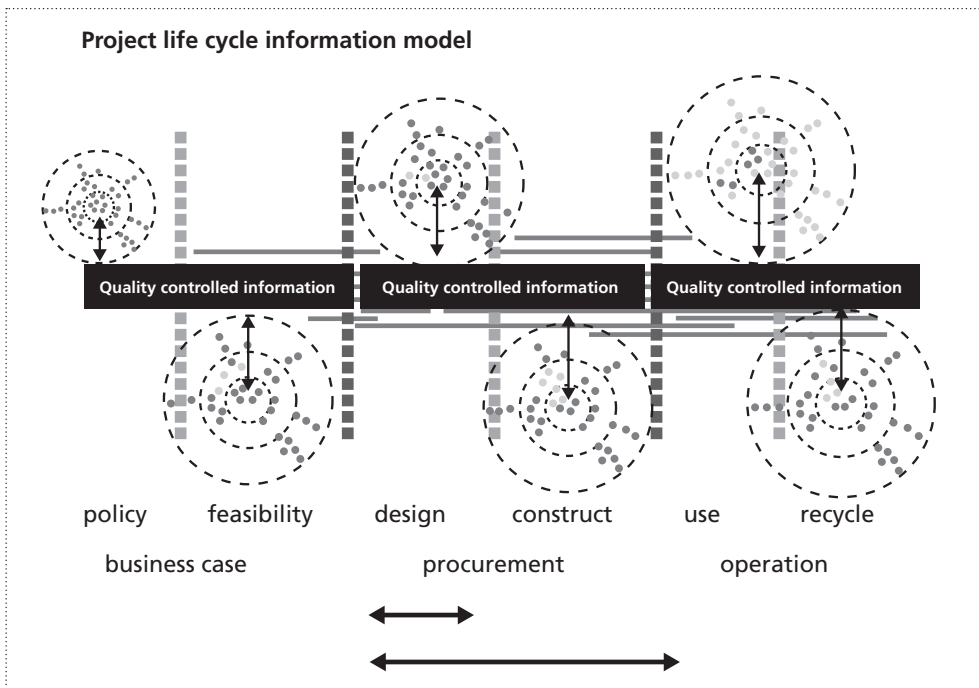 Project life cycle information model
Quality controlled information Quality controlled information Quality controlled information
policy feasibility design construct use recycle
business case procurement operation